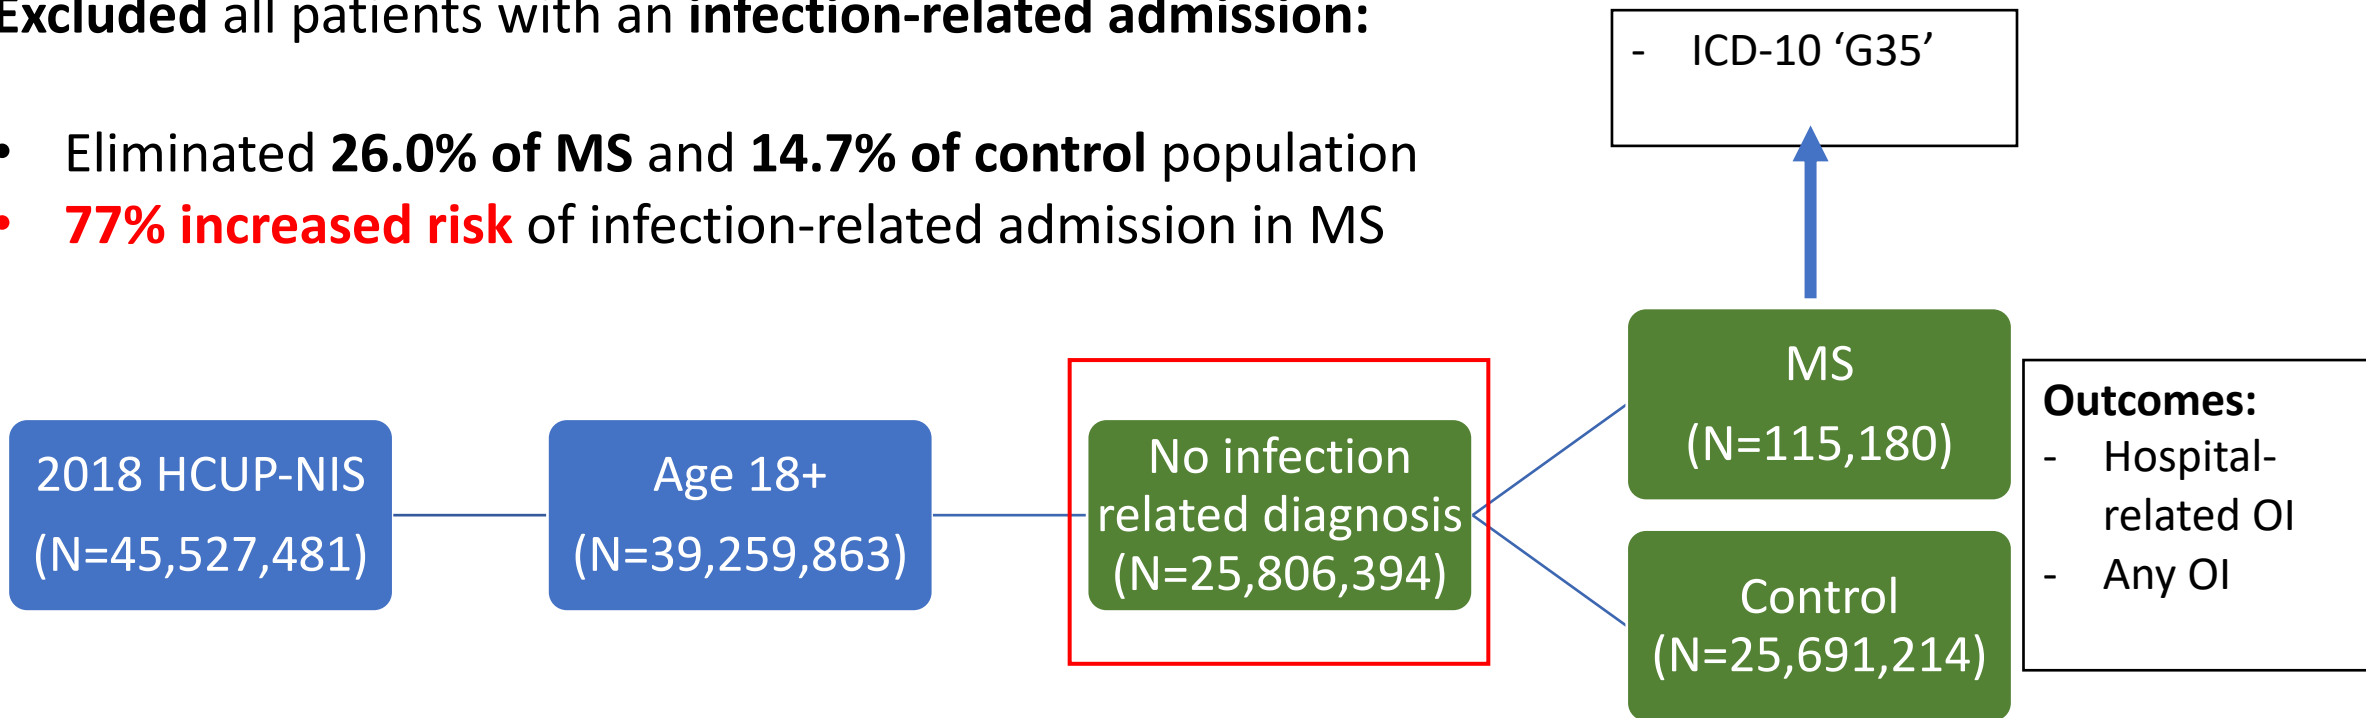 Excluded all patients with an infection-related admission:
• Eliminated 26.0% of MS and 14.7% of control population
• 77% increased risk of infection-related admission in MS
- ICD-10 ‘G35’
2018 HCUP-NIS
(N=45,527,481)
Age 18+
(N=39,259,863)
No infection
related diagnosis
(N=25,806,394)
MS
(N=115,180)
Control
(N=25,691,214)
Outcomes:
- Hospital-
related OI
- Any OI